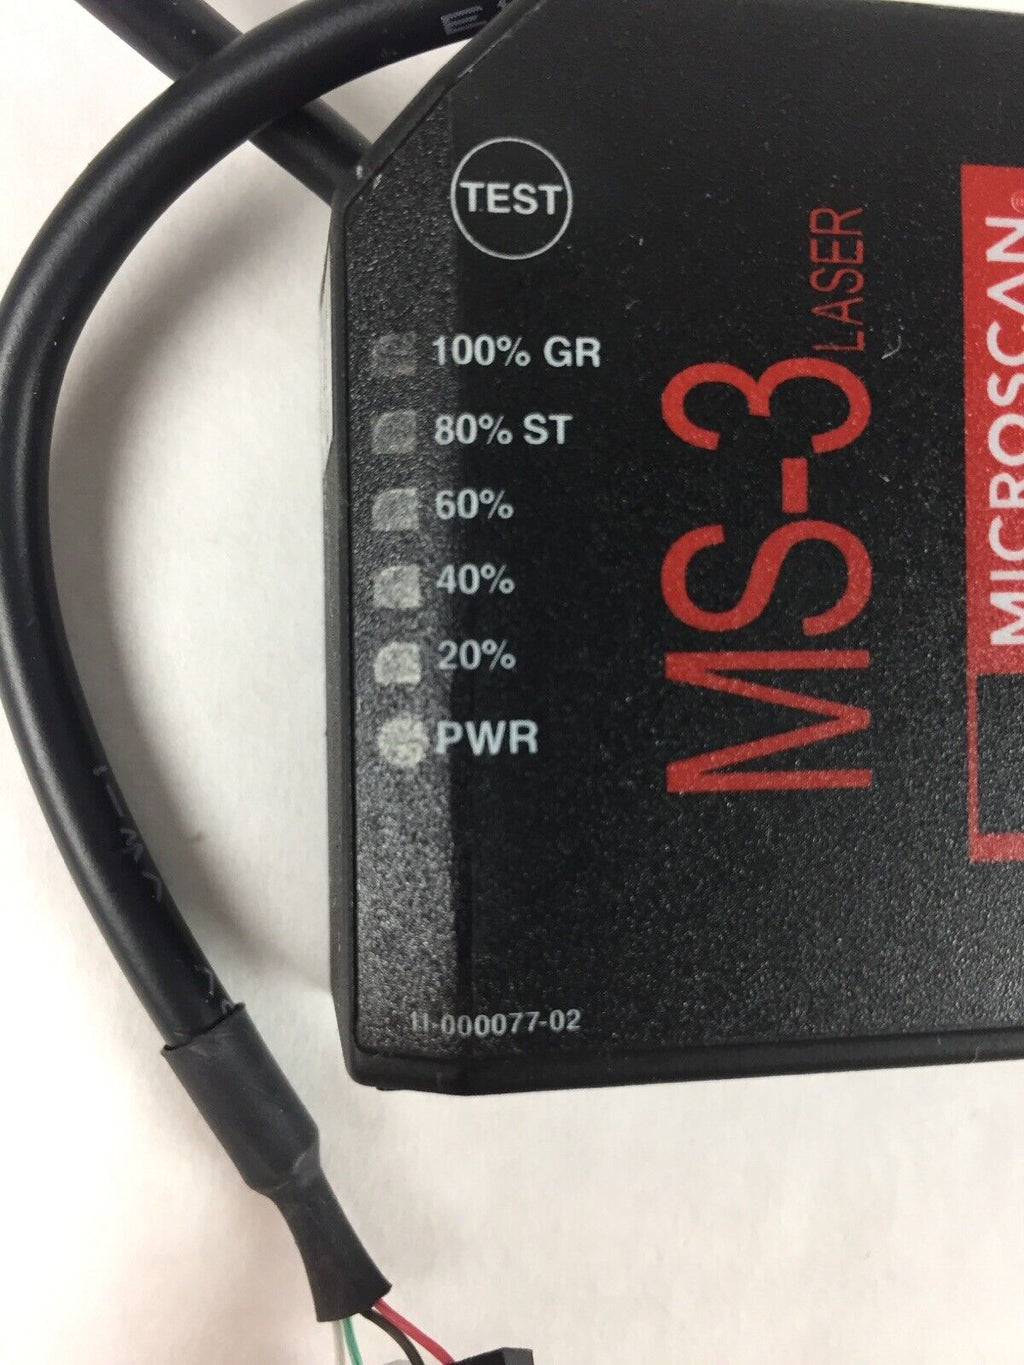 TEST
100% GR
80% ST
60%
40%
20%
PWR
MS-3
LASER
MICROSCAN®
11-000077-02